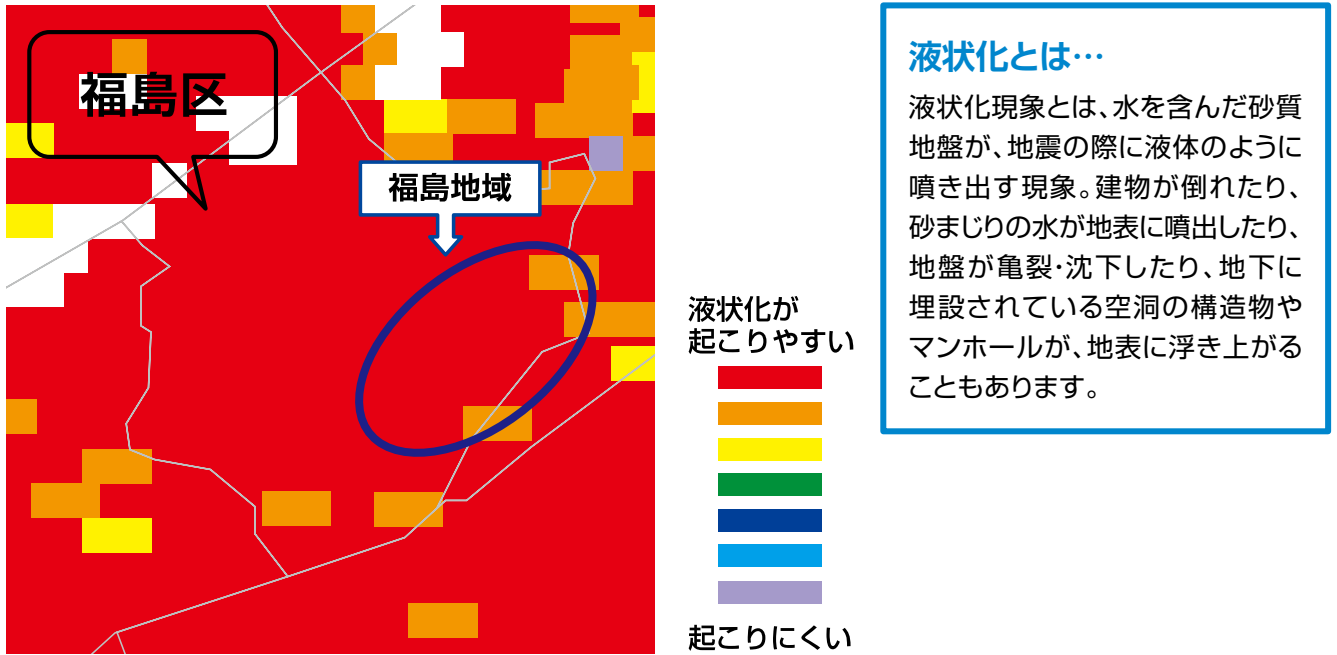 福島区
福島地域
液状化が
起こりやすい
起こりにくい
液状化とは…
液状化現象とは、水を含んだ砂質
地盤が、地震の際に液体のように
噴き出す現象。建物が倒れたり、
砂まじりの水が地表に噴出したり、
地盤が亀裂・沈下したり、地下に
埋設されている空洞の構造物や
マンホールが、地表に浮き上がる
こともあります。